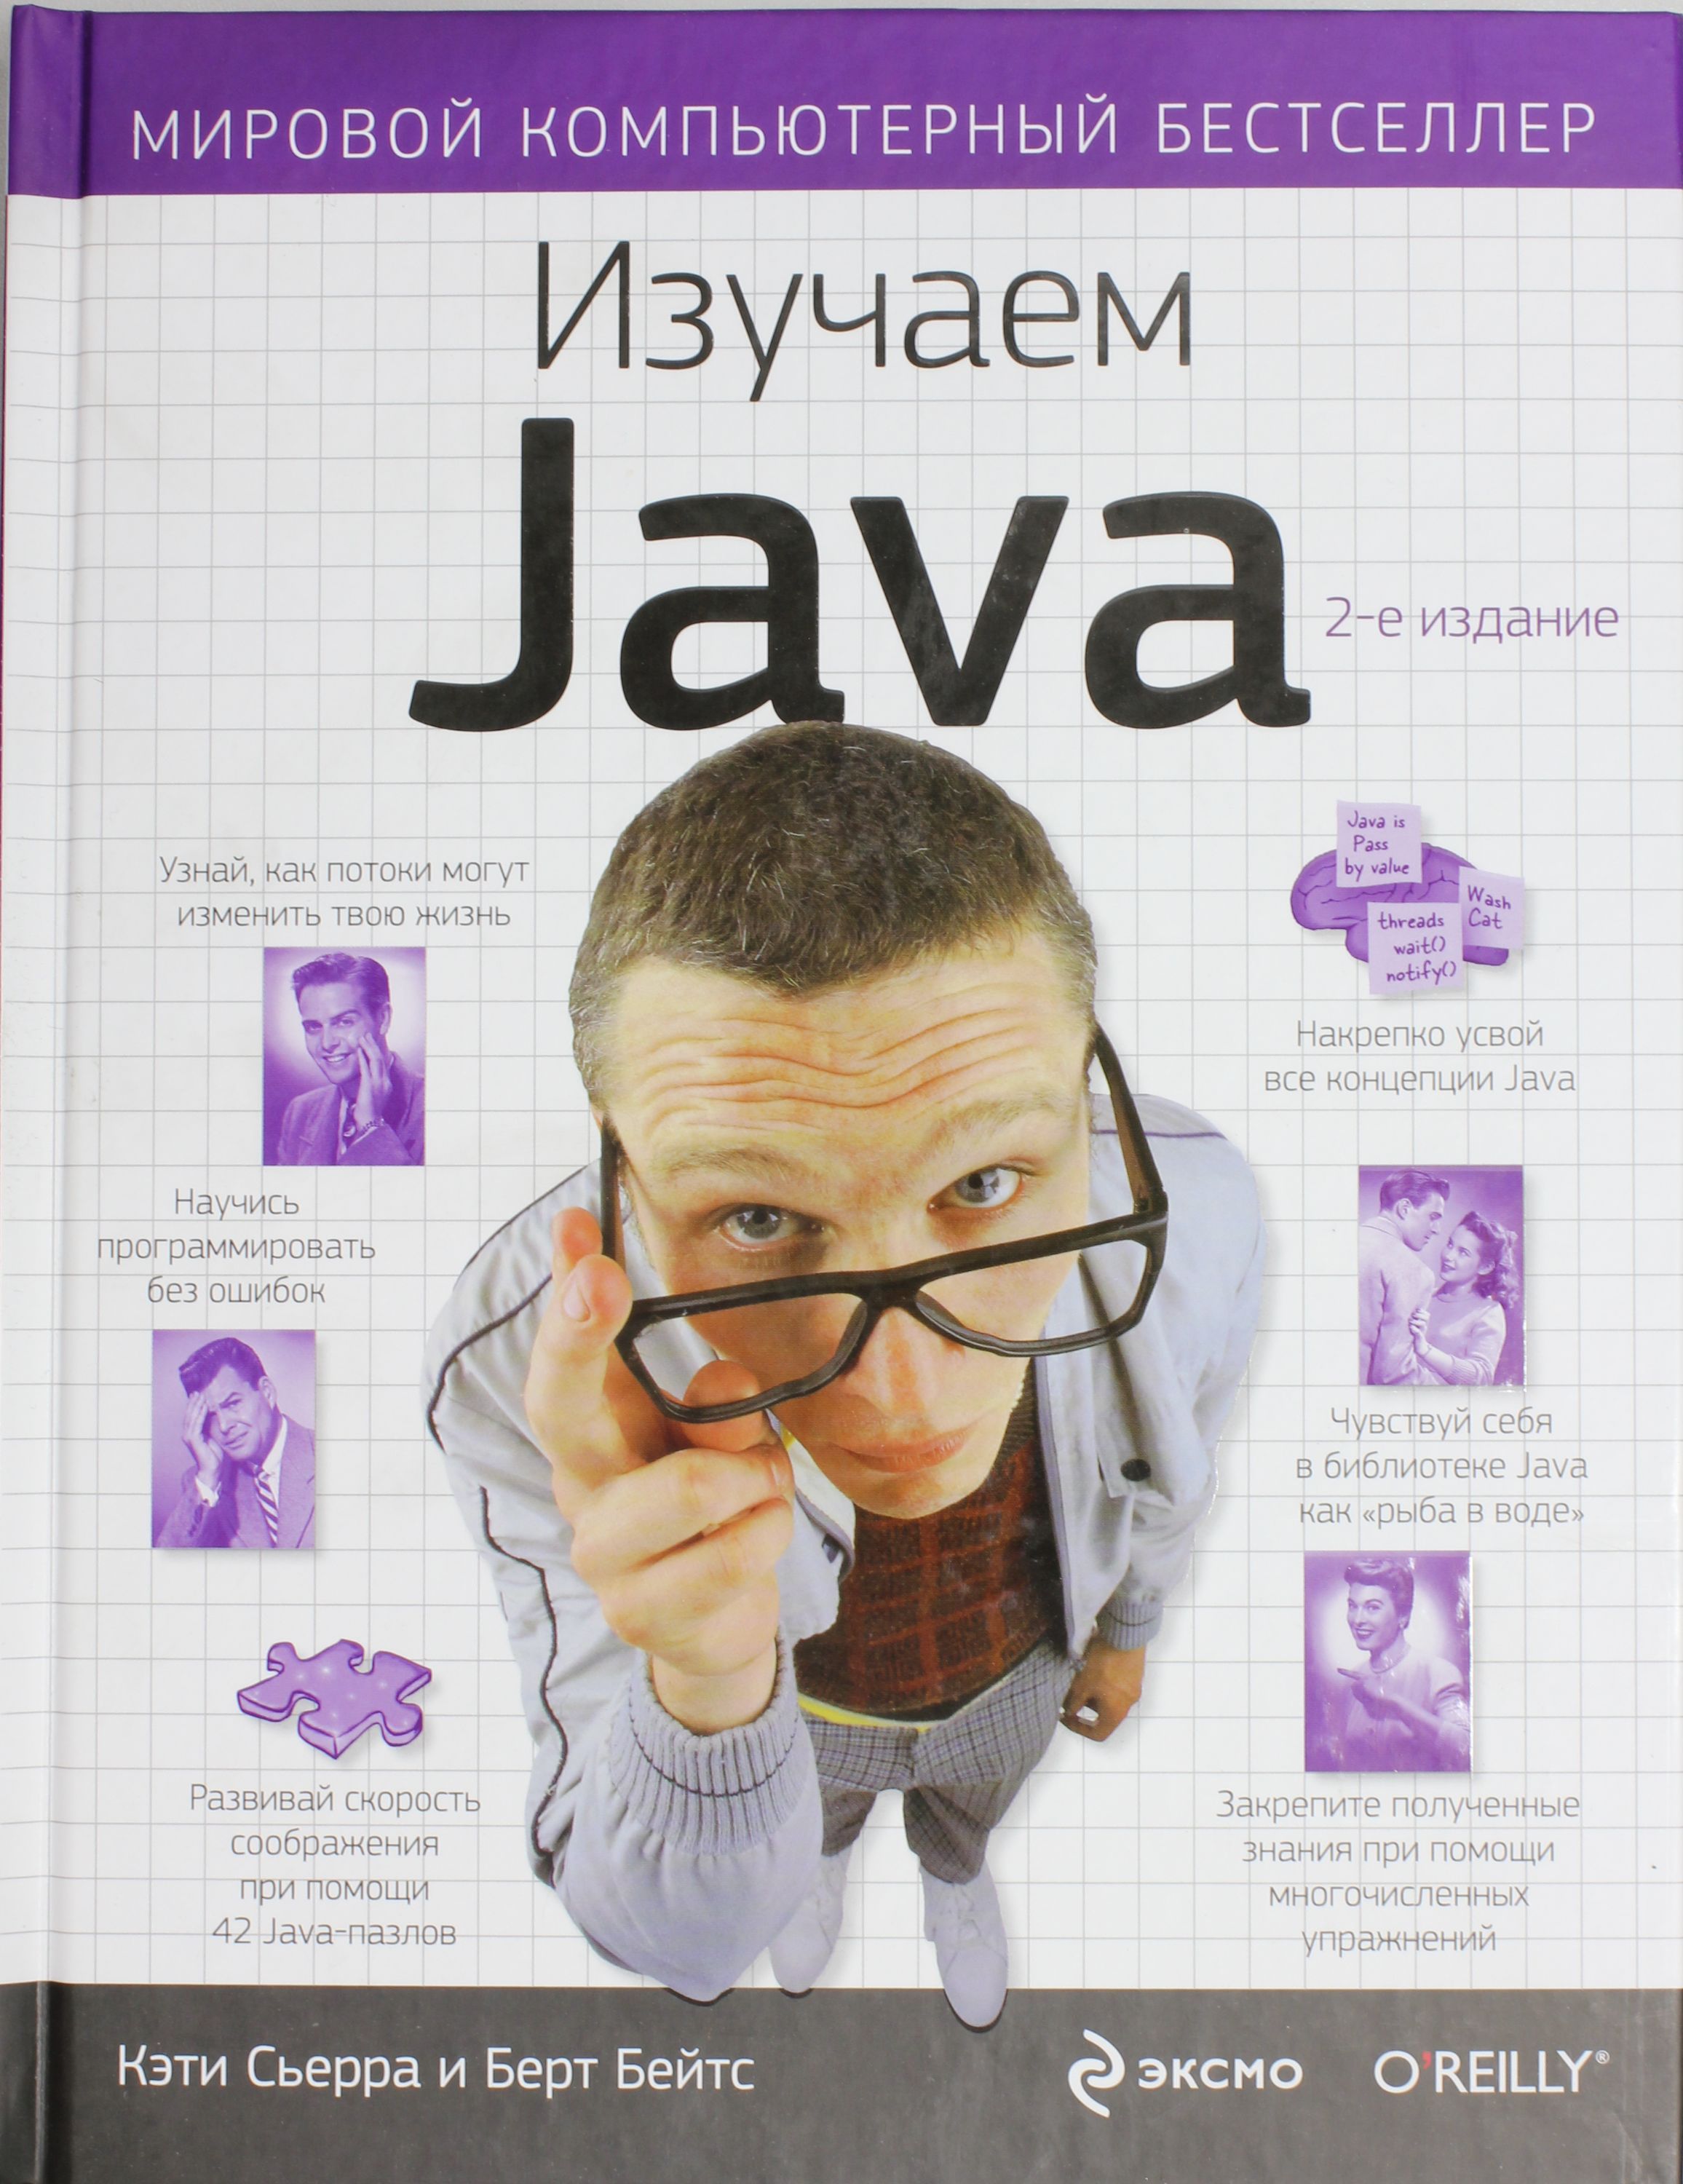 МИРОВОЙ КОМПЬЮТЕРНЫЙ БЕСТСЕЛЛЕР
Изучаем
Java
2-е издание
Узнай, как потоки могут
изменить твою жизнь
Java is
Pass
by value
Wash
Cat
threads
wait()
notify()
Накрепко усвой
все концепции Java
Научись
программировать
без ошибок
Чувствуй себя
в библиотеке Java
как «рыба в воде»
Развивай скорость
соображения
при помощи
42 Java-пазлов
Закрепите полученные
знания при помощи
многочисленных
упражнений
Кэти Сьерра и Берт Бейтс
эксмо
O'REILLY®